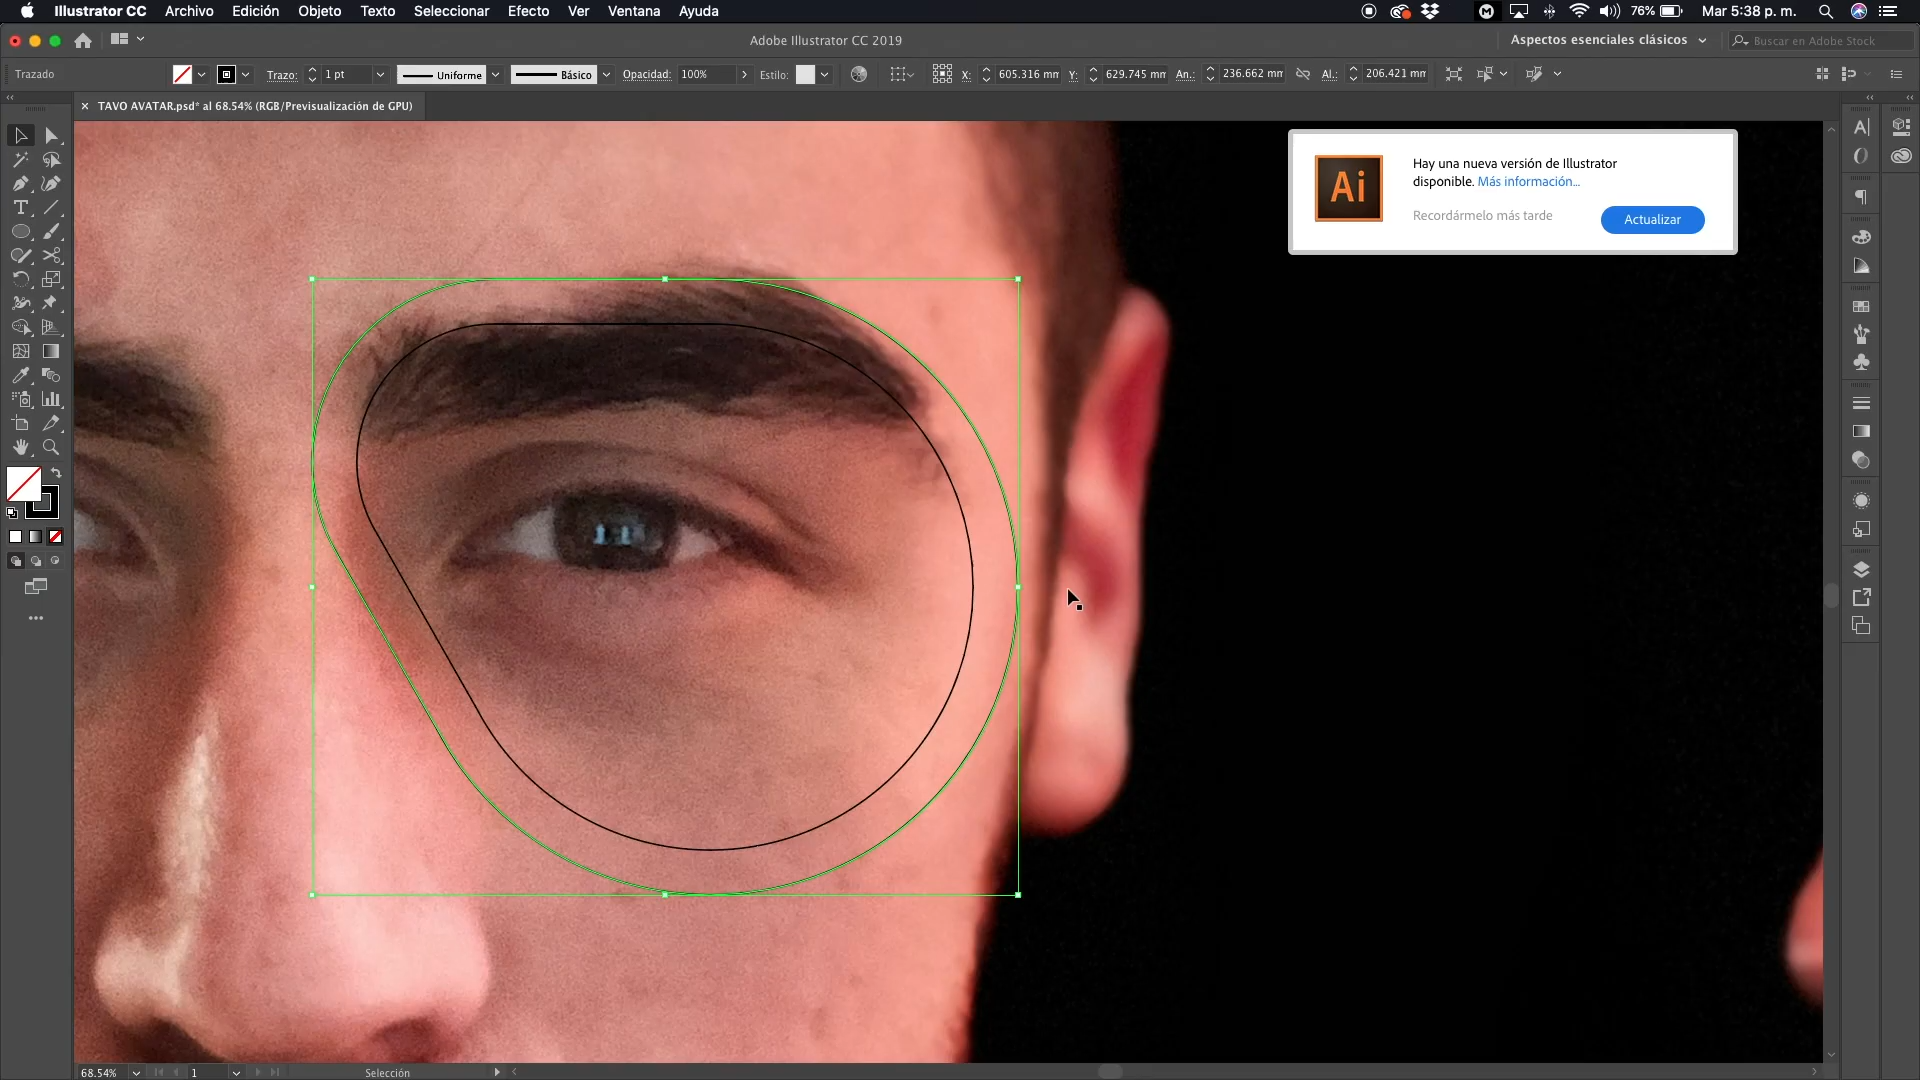 Illustrator CC Archivo Edición Objeto Texto Seleccionar Efecto Ver Ventana Ayuda 76% Mar 5:38 p. m.
Adobe Illustrator CC 2019 Aspectos esenciales clásicos Buscar en Adobe Stock
Trazado Trazo: 1 pt Uniforme Básico Opacidad: 100% Estilo: X: 605.316 mm Y: 629.745 mm An.: 236.662 mm Al.: 206.421 mm
TAVO AVATAR.psd* al 68.54% (RGB/Previsualización de GPU)
Ai
Hay una nueva versión de Illustrator
disponible. Más información...
Recordármelo más tarde Actualizar
68.54% 1 Selección